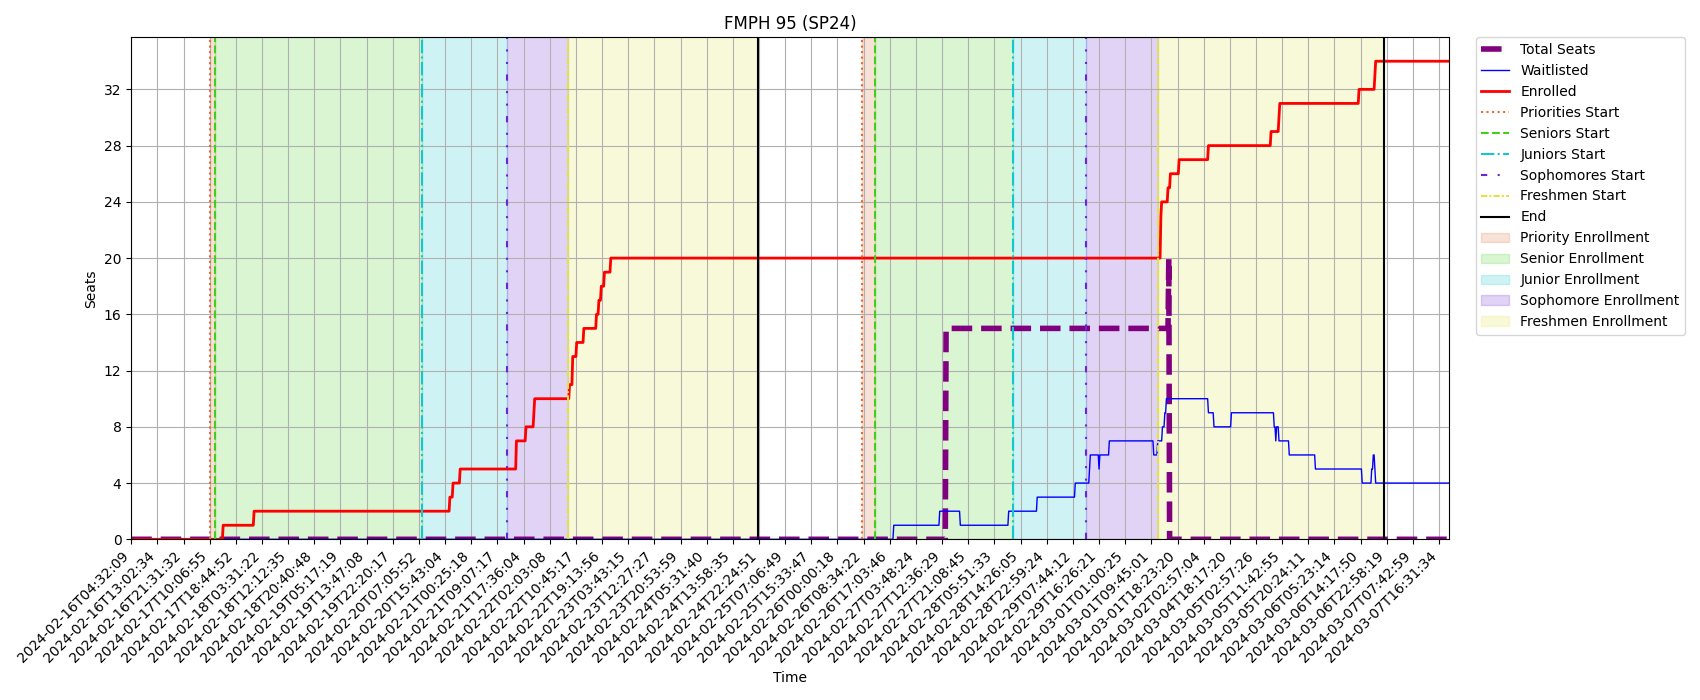 FMPH 95 (SP24)
Seats
32
28
24
20
16
12
8
4
0
2024-02-16T04:32:09
2024-02-16T13:02:34
2024-02-16T21:31:32
2024-02-17T10:06:55
2024-02-17T18:44:52
2024-02-18T03:31:22
2024-02-18T12:12:35
2024-02-18T20:40:48
2024-02-19T05:17:19
2024-02-19T13:47:08
2024-02-19T22:20:17
2024-02-20T07:05:52
2024-02-20T15:43:04
2024-02-21T00:25:18
2024-02-21T09:07:17
2024-02-21T17:36:04
2024-02-22T02:03:08
2024-02-22T10:45:17
2024-02-22T19:13:56
2024-02-23T03:43:15
2024-02-23T12:27:27
2024-02-23T20:53:59
2024-02-24T05:31:40
2024-02-24T13:58:35
2024-02-24T22:24:51
2024-02-25T07:06:49
2024-02-25T15:33:47
2024-02-26T00:00:18
2024-02-26T08:34:22
2024-02-26T17:03:46
2024-02-27T03:48:24
2024-02-27T12:36:29
2024-02-27T21:08:45
2024-02-28T05:51:33
2024-02-28T14:26:05
2024-02-28T22:59:24
2024-02-29T07:44:12
2024-02-29T16:26:21
2024-03-01T01:00:25
2024-03-01T09:45:01
2024-03-01T18:23:20
2024-03-02T02:57:04
2024-03-04T18:17:20
2024-03-05T02:57:26
2024-03-05T11:42:55
2024-03-05T20:24:11
2024-03-06T05:23:14
2024-03-06T14:17:50
2024-03-06T22:58:19
2024-03-07T07:42:59
2024-03-07T16:31:34
Time
Total Seats
Waitlisted
Enrolled
Priorities Start
Seniors Start
Juniors Start
Sophomores Start
Freshmen Start
End
Priority Enrollment
Senior Enrollment
Junior Enrollment
Sophomore Enrollment
Freshmen Enrollment